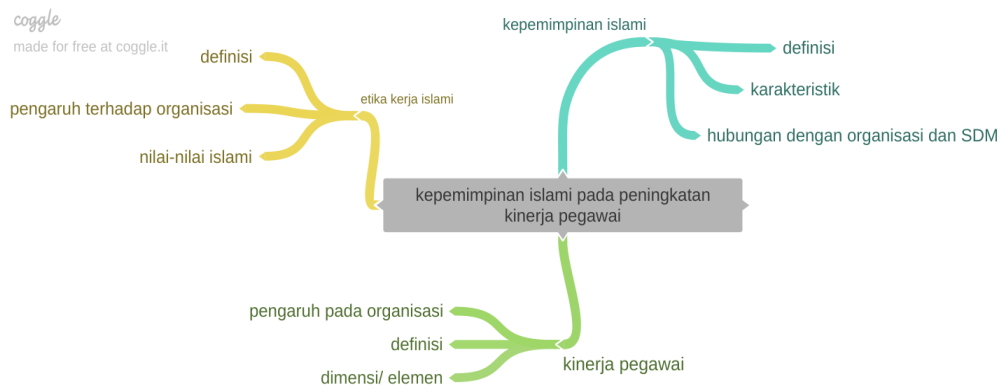 coggle
made for free at coggle.it
kepemimpinan islami
definisi
karakteristik
hubungan dengan organisasi dan SDM
definisi
pengaruh terhadap organisasi
nilai-nilai islami
etika kerja islami
kepemimpinan islami pada peningkatan
kinerja pegawai
pengaruh pada organisasi
definisi
dimensi/ elemen
kinerja pegawai